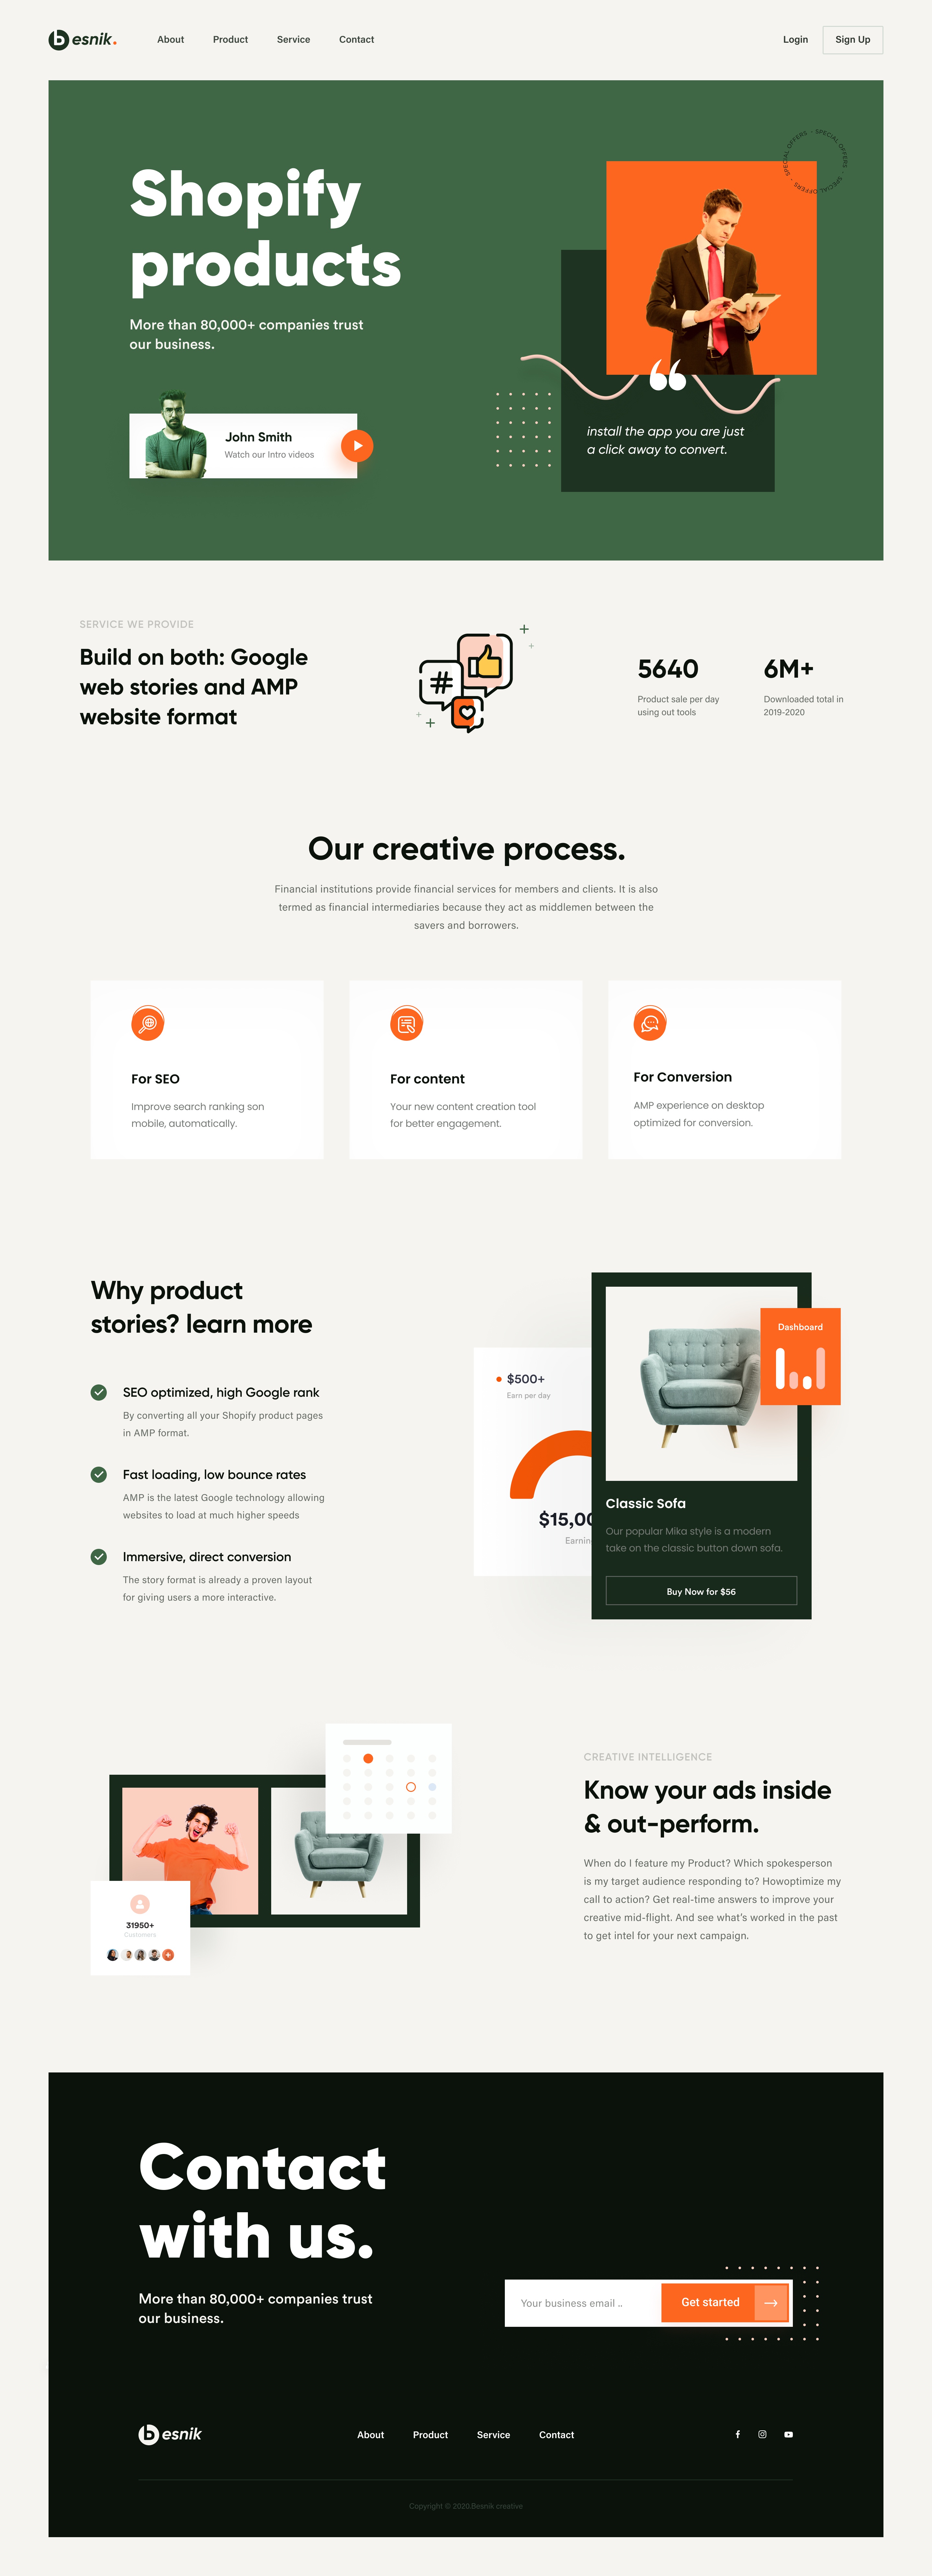 besnik.
About Product Service Contact
Login Sign Up
SPECIAL OFFERS - SPECIAL OFFERS - SPECIAL OFFERS -
Shopify
products
More than 80,000+ companies trust
our business.
John Smith
Watch our Intro videos
“
install the app you are just
a click away to convert.
SERVICE WE PROVIDE
Build on both: Google
web stories and AMP
website format
#
5640
Product sale per day
using out tools
6M+
Downloaded total in
2019-2020
Our creative process.
Financial institutions provide financial services for members and clients. It is also
termed as financial intermediaries because they act as middlemen between the
savers and borrowers.
For SEO
Improve search ranking son
mobile, automatically.
For content
Your new content creation tool
for better engagement.
For Conversion
AMP experience on desktop
optimized for conversion.
Why product
stories? learn more
SEO optimized, high Google rank
By converting all your Shopify product pages
in AMP format.
Fast loading, low bounce rates
AMP is the latest Google technology allowing
websites to load at much higher speeds
Immersive, direct conversion
The story format is already a proven layout
for giving users a more interactive.
$500+
Earn per day
$15,00
Earnin
Dashboard
Classic Sofa
Our popular Mika style is a modern
take on the classic button down sofa.
Buy Now for $56
31950+
Customers
CREATIVE INTELLIGENCE
Know your ads inside
& out-perform.
When do I feature my Product? Which spokesperson
is my target audience responding to? Howoptimize my
call to action? Get real-time answers to improve your
creative mid-flight. And see what's worked in the past
to get intel for your next campaign.
Contact
with us.
More than 80,000+ companies trust
our business.
Your business email ..
Get started
besnik
About Product Service Contact
Copyright © 2020.Besnik creative